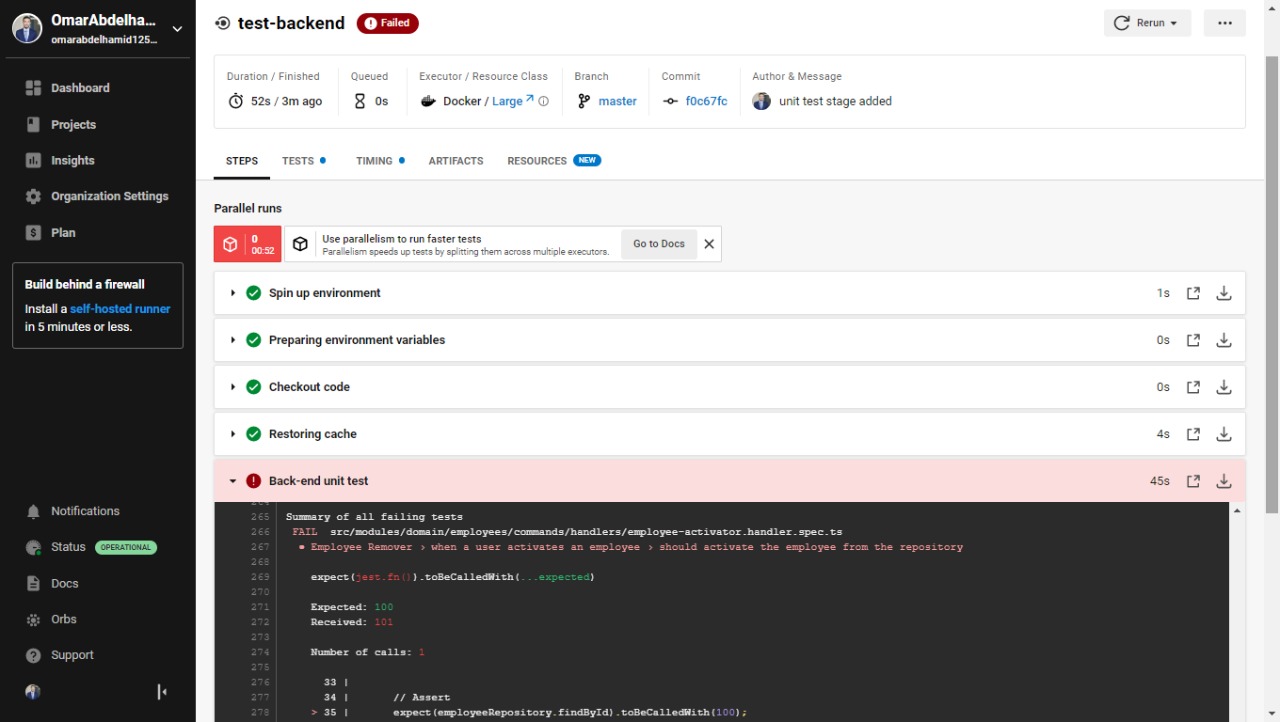 OmarAbdelha...
omarabdelhamid125...
Dashboard
Projects
Insights
Organization Settings
Plan
Build behind a firewall
Install a self-hosted runner
in 5 minutes or less.
Notifications
Status OPERATIONAL
Docs
Orbs
Support
test-backend Failed
Rerun
Duration / Finished
52s / 3m ago
Queued
0s
Executor / Resource Class
Docker / Large
Branch
master
Commit
f0c67fc
Author & Message
unit test stage added
STEPS TESTS TIMING ARTIFACTS RESOURCES NEW
Parallel runs
0
00:52
Use parallelism to run faster tests
Parallelism speeds up tests by splitting them across multiple executors.
Go to Docs
Spin up environment 1s
Preparing environment variables 0s
Checkout code 0s
Restoring cache 4s
Back-end unit test 45s
264
265 Summary of all failing tests
266 FAIL src/modules/domain/employees/commands/handlers/employee-activator.handler.spec.ts
267 ● Employee Remover › when a user activates an employee › should activate the employee from the repository
268
269 expect(jest.fn()).toBeCalledWith(...expected)
270
271 Expected: 100
272 Received: 101
273
274 Number of calls: 1
275
276 33 |
277 34 | // Assert
278 > 35 | expect(employeeRepository.findById).toBeCalledWith(100);